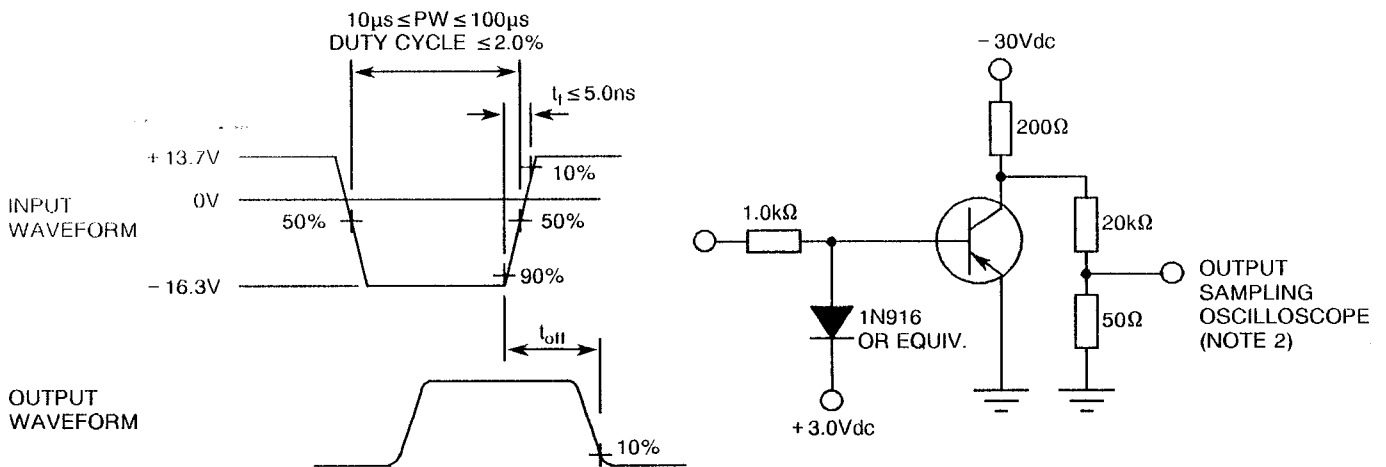 10μs ≤ PW ≤ 100μs
DUTY CYCLE ≤ 2.0%
tf ≤ 5.0ns
+ 13.7V
10%
INPUT
WAVEFORM
0V
50%
50%
90%
− 16.3V
toff
OUTPUT
WAVEFORM
10%
− 30Vdc
200Ω
1.0kΩ
20kΩ
OUTPUT
SAMPLING
OSCILLOSCOPE
(NOTE 2)
50Ω
1N916
OR EQUIV.
+ 3.0Vdc